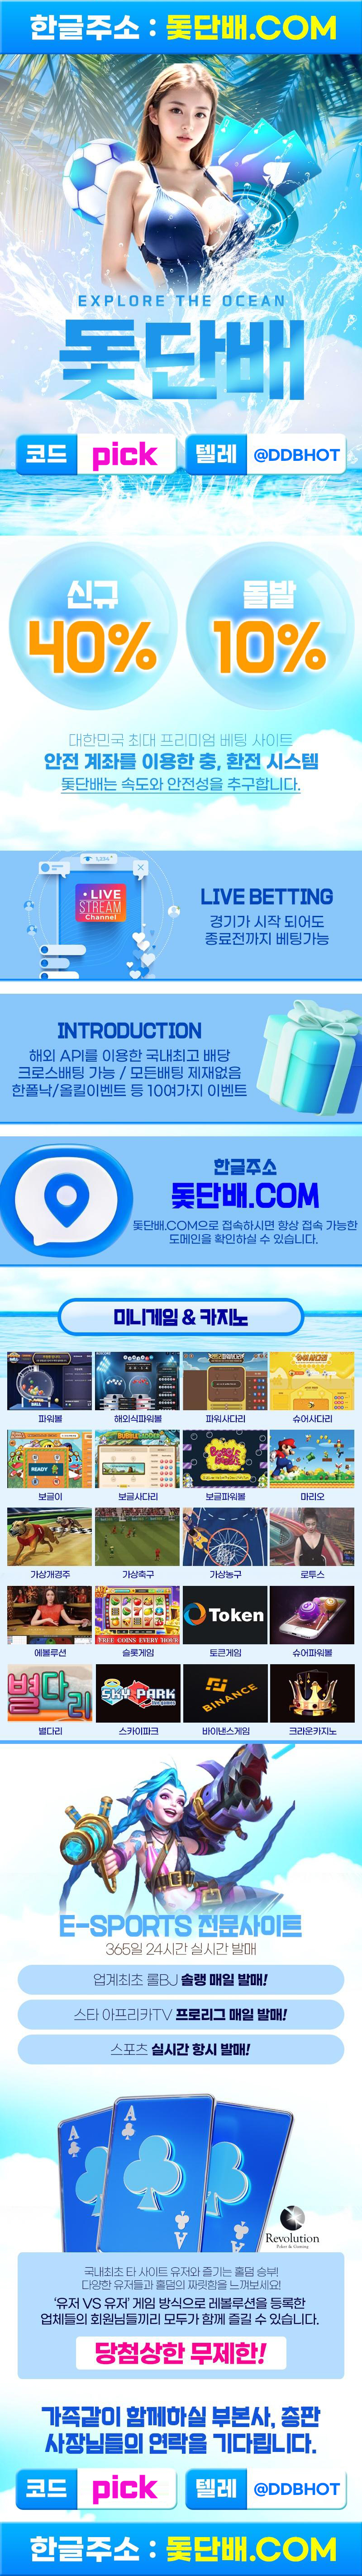 한글주소 : 돛단배.COM
EXPLORE THE OCEAN
돛단배
코드 pick 텔레 @DDBHOT
신규 돌발
40% 10%
대한민국 최대 프리미엄 베팅 사이트
안전 계좌를 이용한 충, 환전 시스템
돛단배는 속도와 안전성을 추구합니다.
LIVE
STREAM
Channel
LIVE BETTING
경기가 시작 되어도
종료전까지 베팅가능
INTRODUCTION
해외 API를 이용한 국내최고 배당
크로스배팅 가능 / 모든배팅 제재없음
한폴낙/올킬이벤트 등 10여가지 이벤트
한글주소
돛단배.COM
돛단배.COM으로 접속하시면 항상 접속 가능한
도메인을 확인하실 수 있습니다.
미니게임 & 카지노
파워볼 해외식파워볼 파워사다리 슈어사다리
READY
BUBBLE LADDER
보글이 보글사다리 보글파워볼 마리오
가상개경주 가상축구 가상농구 로투스
FREE COINS EVERY HOUR
Token
에볼루션 슬롯게임 토큰게임 슈어파워볼
별다리
SKY PARK
BINANCE
별다리 스카이파크 바이낸스게임 크라운카지노
E-SPORTS 전문사이트
365일 24시간 실시간 발매
업계최초 롤BJ 솔랭 매일 발매!
스타 아프리카TV 프로리그 매일 발매!
스포츠 실시간 항시 발매!
A A A
Revolution
Poker & Gaming
국내최초 타 사이트 유저와 즐기는 홀덤 승부!
다양한 유저들과 홀덤의 짜릿함을 느껴보세요!
‘유저 VS 유저’ 게임 방식으로 레볼루션을 등록한
업체들의 회원님들끼리 모두가 함께 즐길 수 있습니다.
당첨상한 무제한!
가족같이 함께하실 부본사, 총판
사장님들의 연락을 기다립니다.
코드 pick 텔레 @DDBHOT
한글주소 : 돛단배.COM